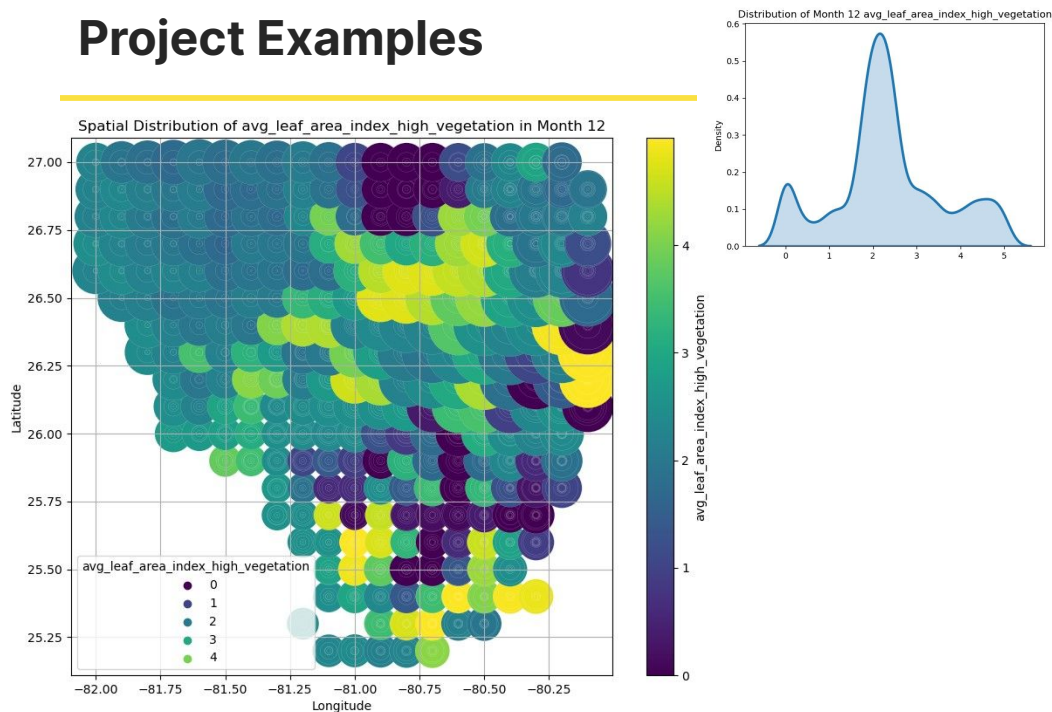 Project Examples
Spatial Distribution of avg_leaf_area_index_high_vegetation in Month 12
27.00
26.75
26.50
26.25
26.00
25.75
25.50
25.25
Latitude
−82.00 −81.75 −81.50 −81.25 −81.00 −80.75 −80.50 −80.25
Longitude
avg_leaf_area_index_high_vegetation
0
1
2
3
4
4
3
2
1
0
avg_leaf_area_index_high_vegetation
Distribution of Month 12 avg_leaf_area_index_high_vegetation
0.6
0.5
0.4
0.3
0.2
0.1
0.0
Density
0 1 2 3 4 5